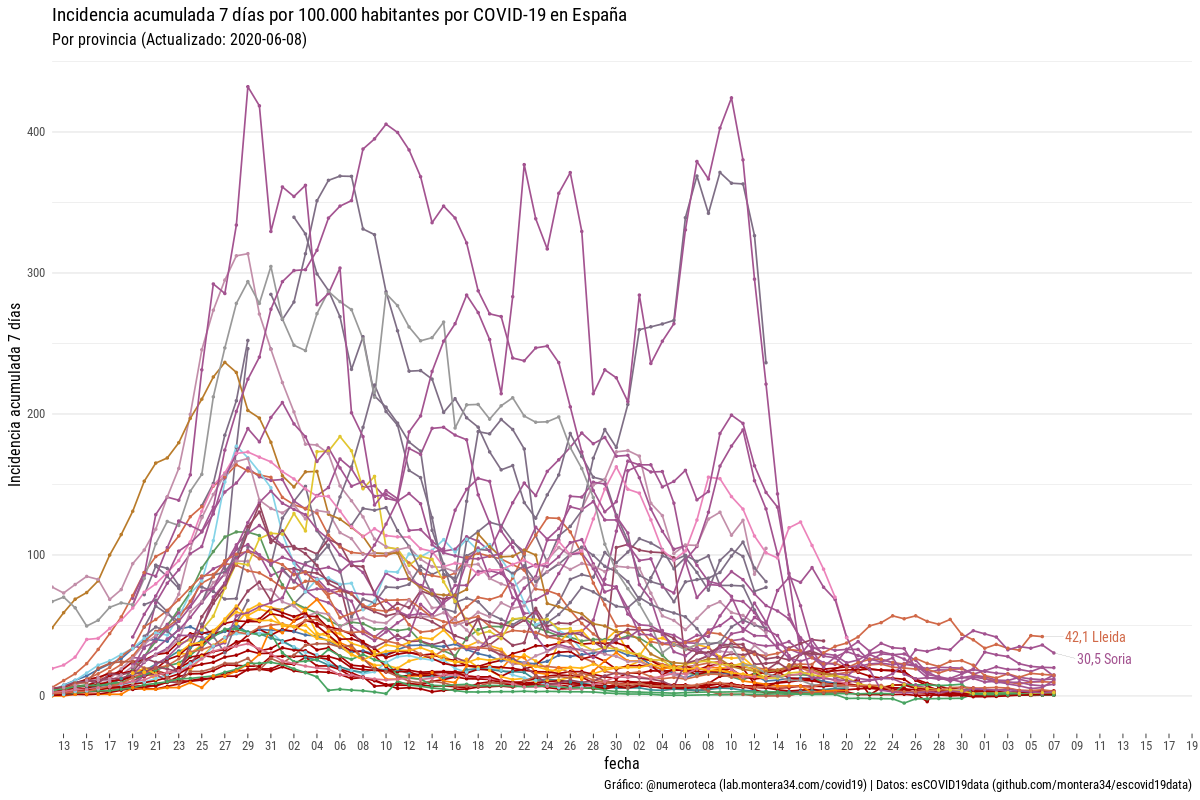 Incidencia acumulada 7 días por 100.000 habitantes por COVID-19 en España
Por provincia (Actualizado: 2020-06-08)
Incidencia acumulada 7 días
400
300
200
100
0
42,1 Lleida
30,5 Soria
13 15 17 19 21 23 25 27 29 31 02 04 06 08 10 12 14 16 18 20 22 24 26 28 30 02 04 06 08 10 12 14 16 18 20 22 24 26 28 30 01 03 05 07 09 11 13 15 17 19
fecha
Gráfico: @numeroteca (lab.montera34.com/covid19) | Datos: esCOVID19data (github.com/montera34/escovid19data)